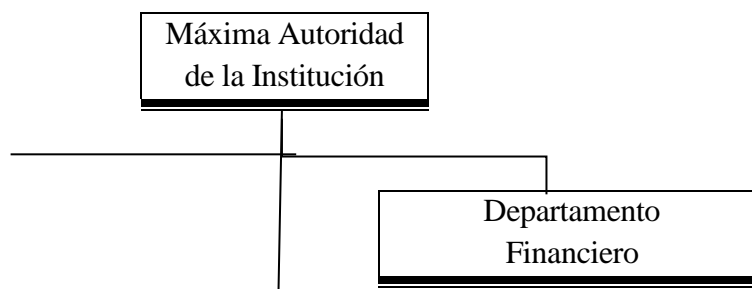 Máxima Autoridad
de la Institución
Departamento
Financiero